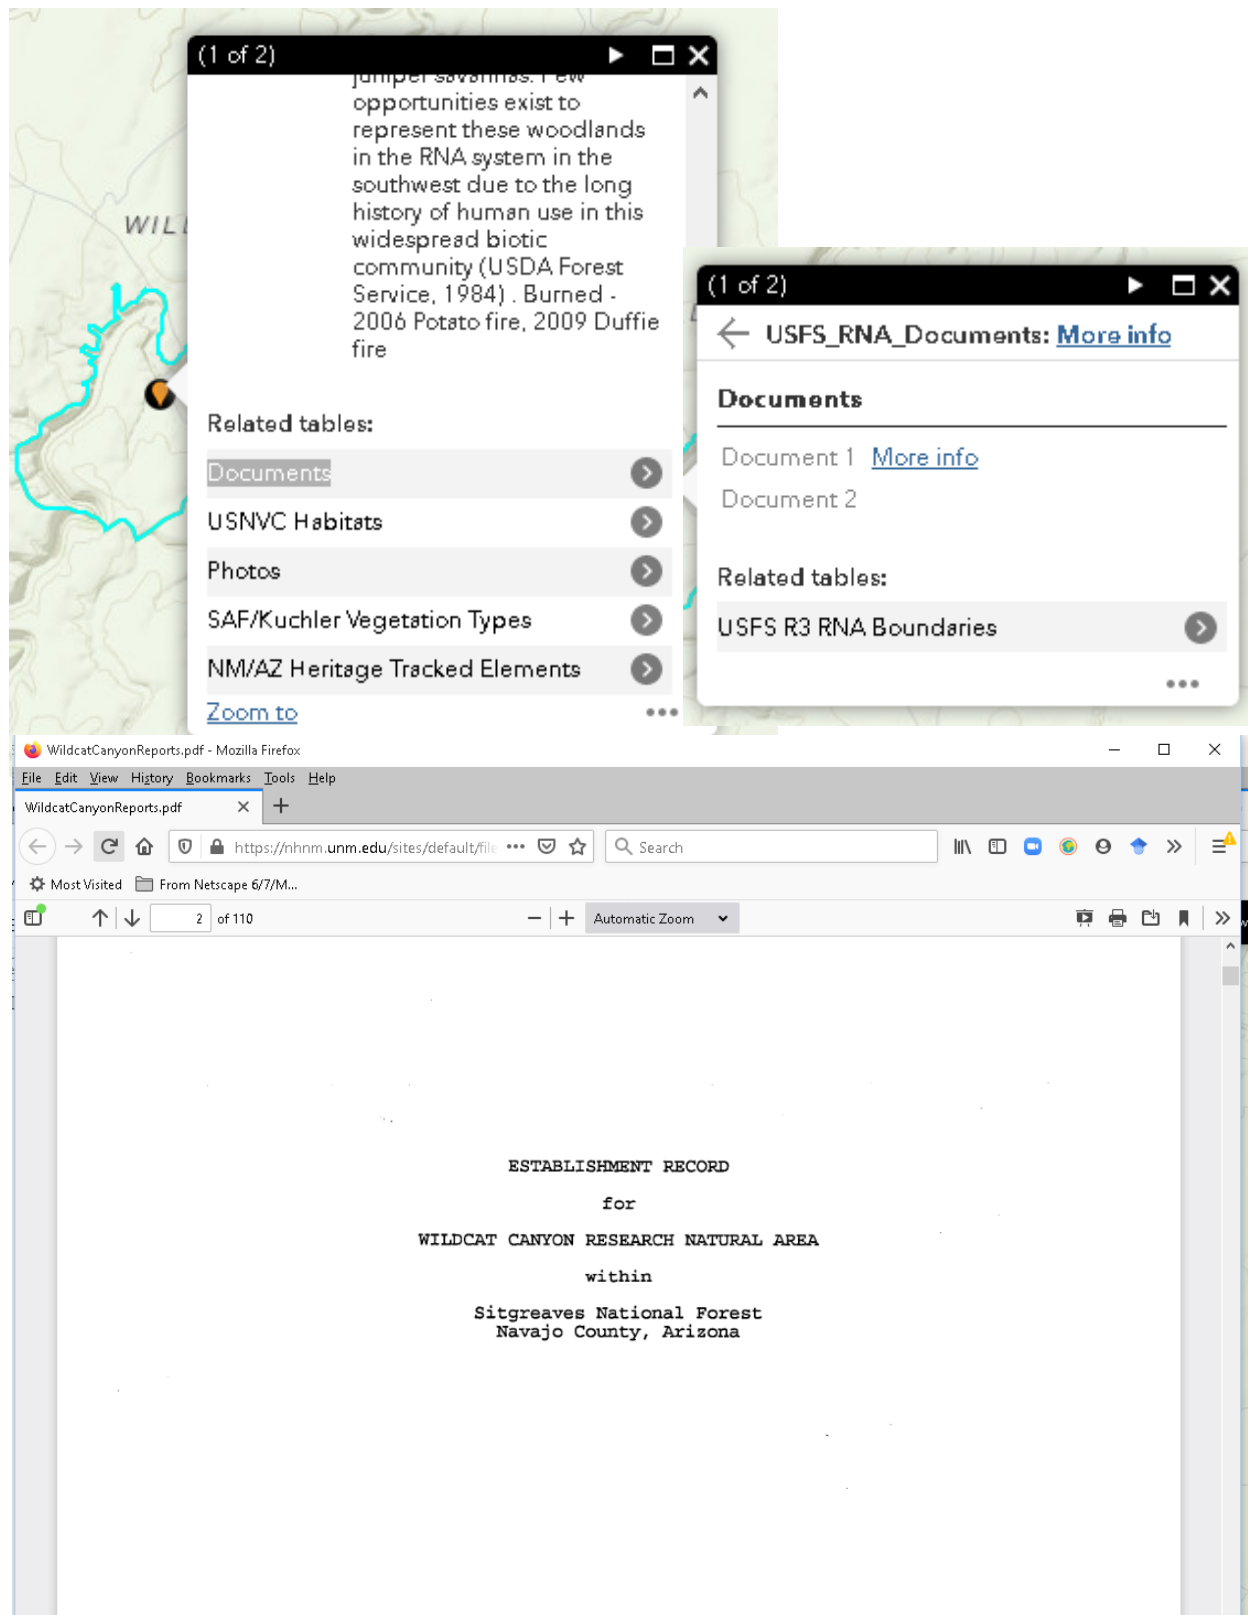 (1 of 2)
juniper savannas. Few
opportunities exist to
represent these woodlands
in the RNA system in the
southwest due to the long
history of human use in this
widespread biotic
community (USDA Forest
Service, 1984) . Burned -
2006 Potato fire, 2009 Duffie
fire
WIL
Related tables:
Documents
USNVC Habitats
Photos
SAF/Kuchler Vegetation Types
NM/AZ Heritage Tracked Elements
Zoom to
(1 of 2)
USFS_RNA_Documents: More info
Documents
Document 1 More info
Document 2
Related tables:
USFS R3 RNA Boundaries
WildcatCanyonReports.pdf - Mozilla Firefox
File Edit View History Bookmarks Tools Help
WildcatCanyonReports.pdf
https://nhnm.unm.edu/sites/default/file
Search
Most Visited From Netscape 6/7/M...
2 of 110
Automatic Zoom
ESTABLISHMENT RECORD
for
WILDCAT CANYON RESEARCH NATURAL AREA
within
Sitgreaves National Forest
Navajo County, Arizona